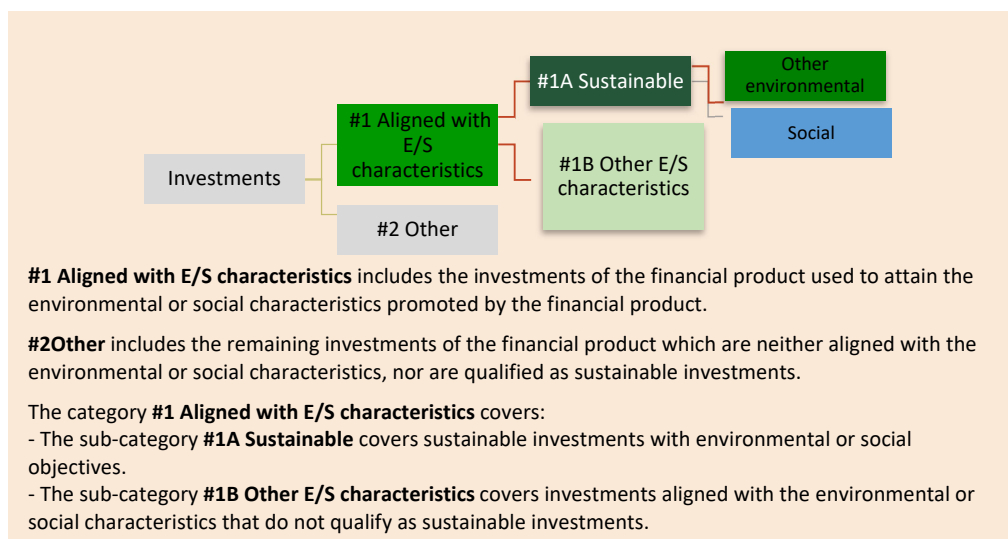 Other
environmental
#1A Sustainable
Social
#1 Aligned with
E/S
characteristics
#1B Other E/S
characteristics
Investments
#2 Other
#1 Aligned with E/S characteristics includes the investments of the financial product used to attain the
environmental or social characteristics promoted by the financial product.
#2Other includes the remaining investments of the financial product which are neither aligned with the
environmental or social characteristics, nor are qualified as sustainable investments.
The category #1 Aligned with E/S characteristics covers:
- The sub-category #1A Sustainable covers sustainable investments with environmental or social
objectives.
- The sub-category #1B Other E/S characteristics covers investments aligned with the environmental or
social characteristics that do not qualify as sustainable investments.